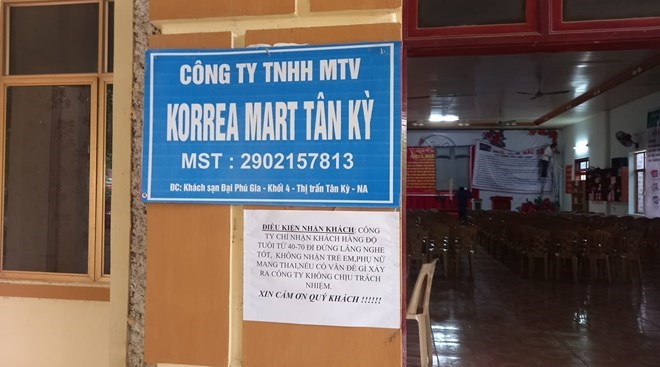 CÔNG TY TNHH MTV
KORREA MART TÂN KỲ
MST : 2902157813
ĐC: Khách sạn Đại Phú Gia - Khối 4 - Thị trấn Tân Kỳ - NA
ĐIỀU KIỆN NHẬN KHÁCH: CÔNG
TY CHỈ NHẬN KHÁCH HÀNG ĐỘ
TUỔI TỪ 40-70 ĐI ĐỨNG LẮNG NGHE
TỐT, KHÔNG NHẬN TRẺ EM,PHỤ NỮ
MANG THAI,NẾU CÓ VẤN ĐỀ GÌ XẢY
RA CÔNG TY KHÔNG CHỊU TRÁCH
NHIỆM.
XIN CẢM ƠN QUÝ KHÁCH !!!!!!